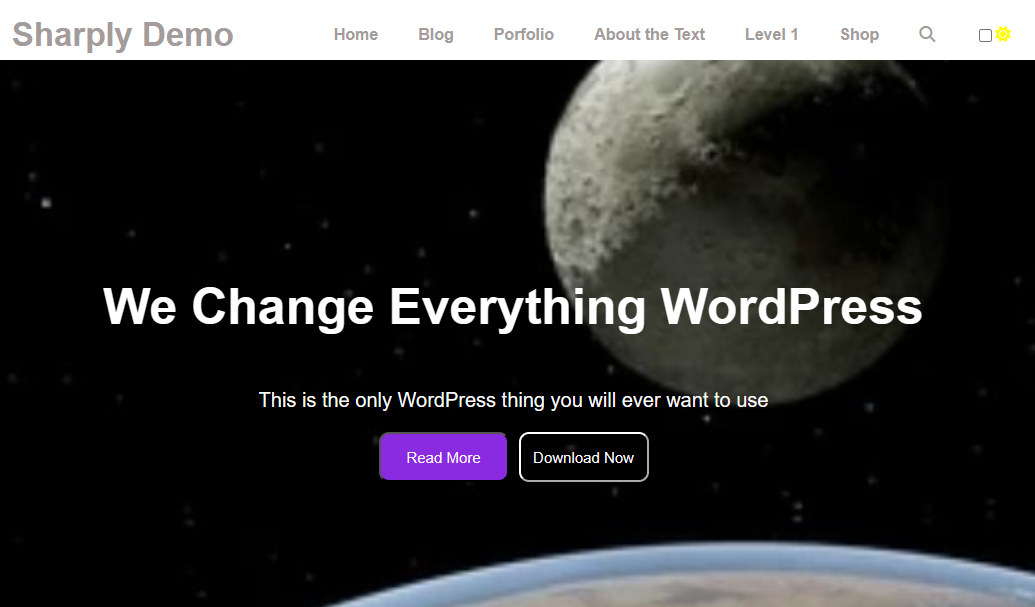 Sharply Demo
Home Blog Porfolio About the Text Level 1 Shop
We Change Everything WordPress
This is the only WordPress thing you will ever want to use
Read More Download Now